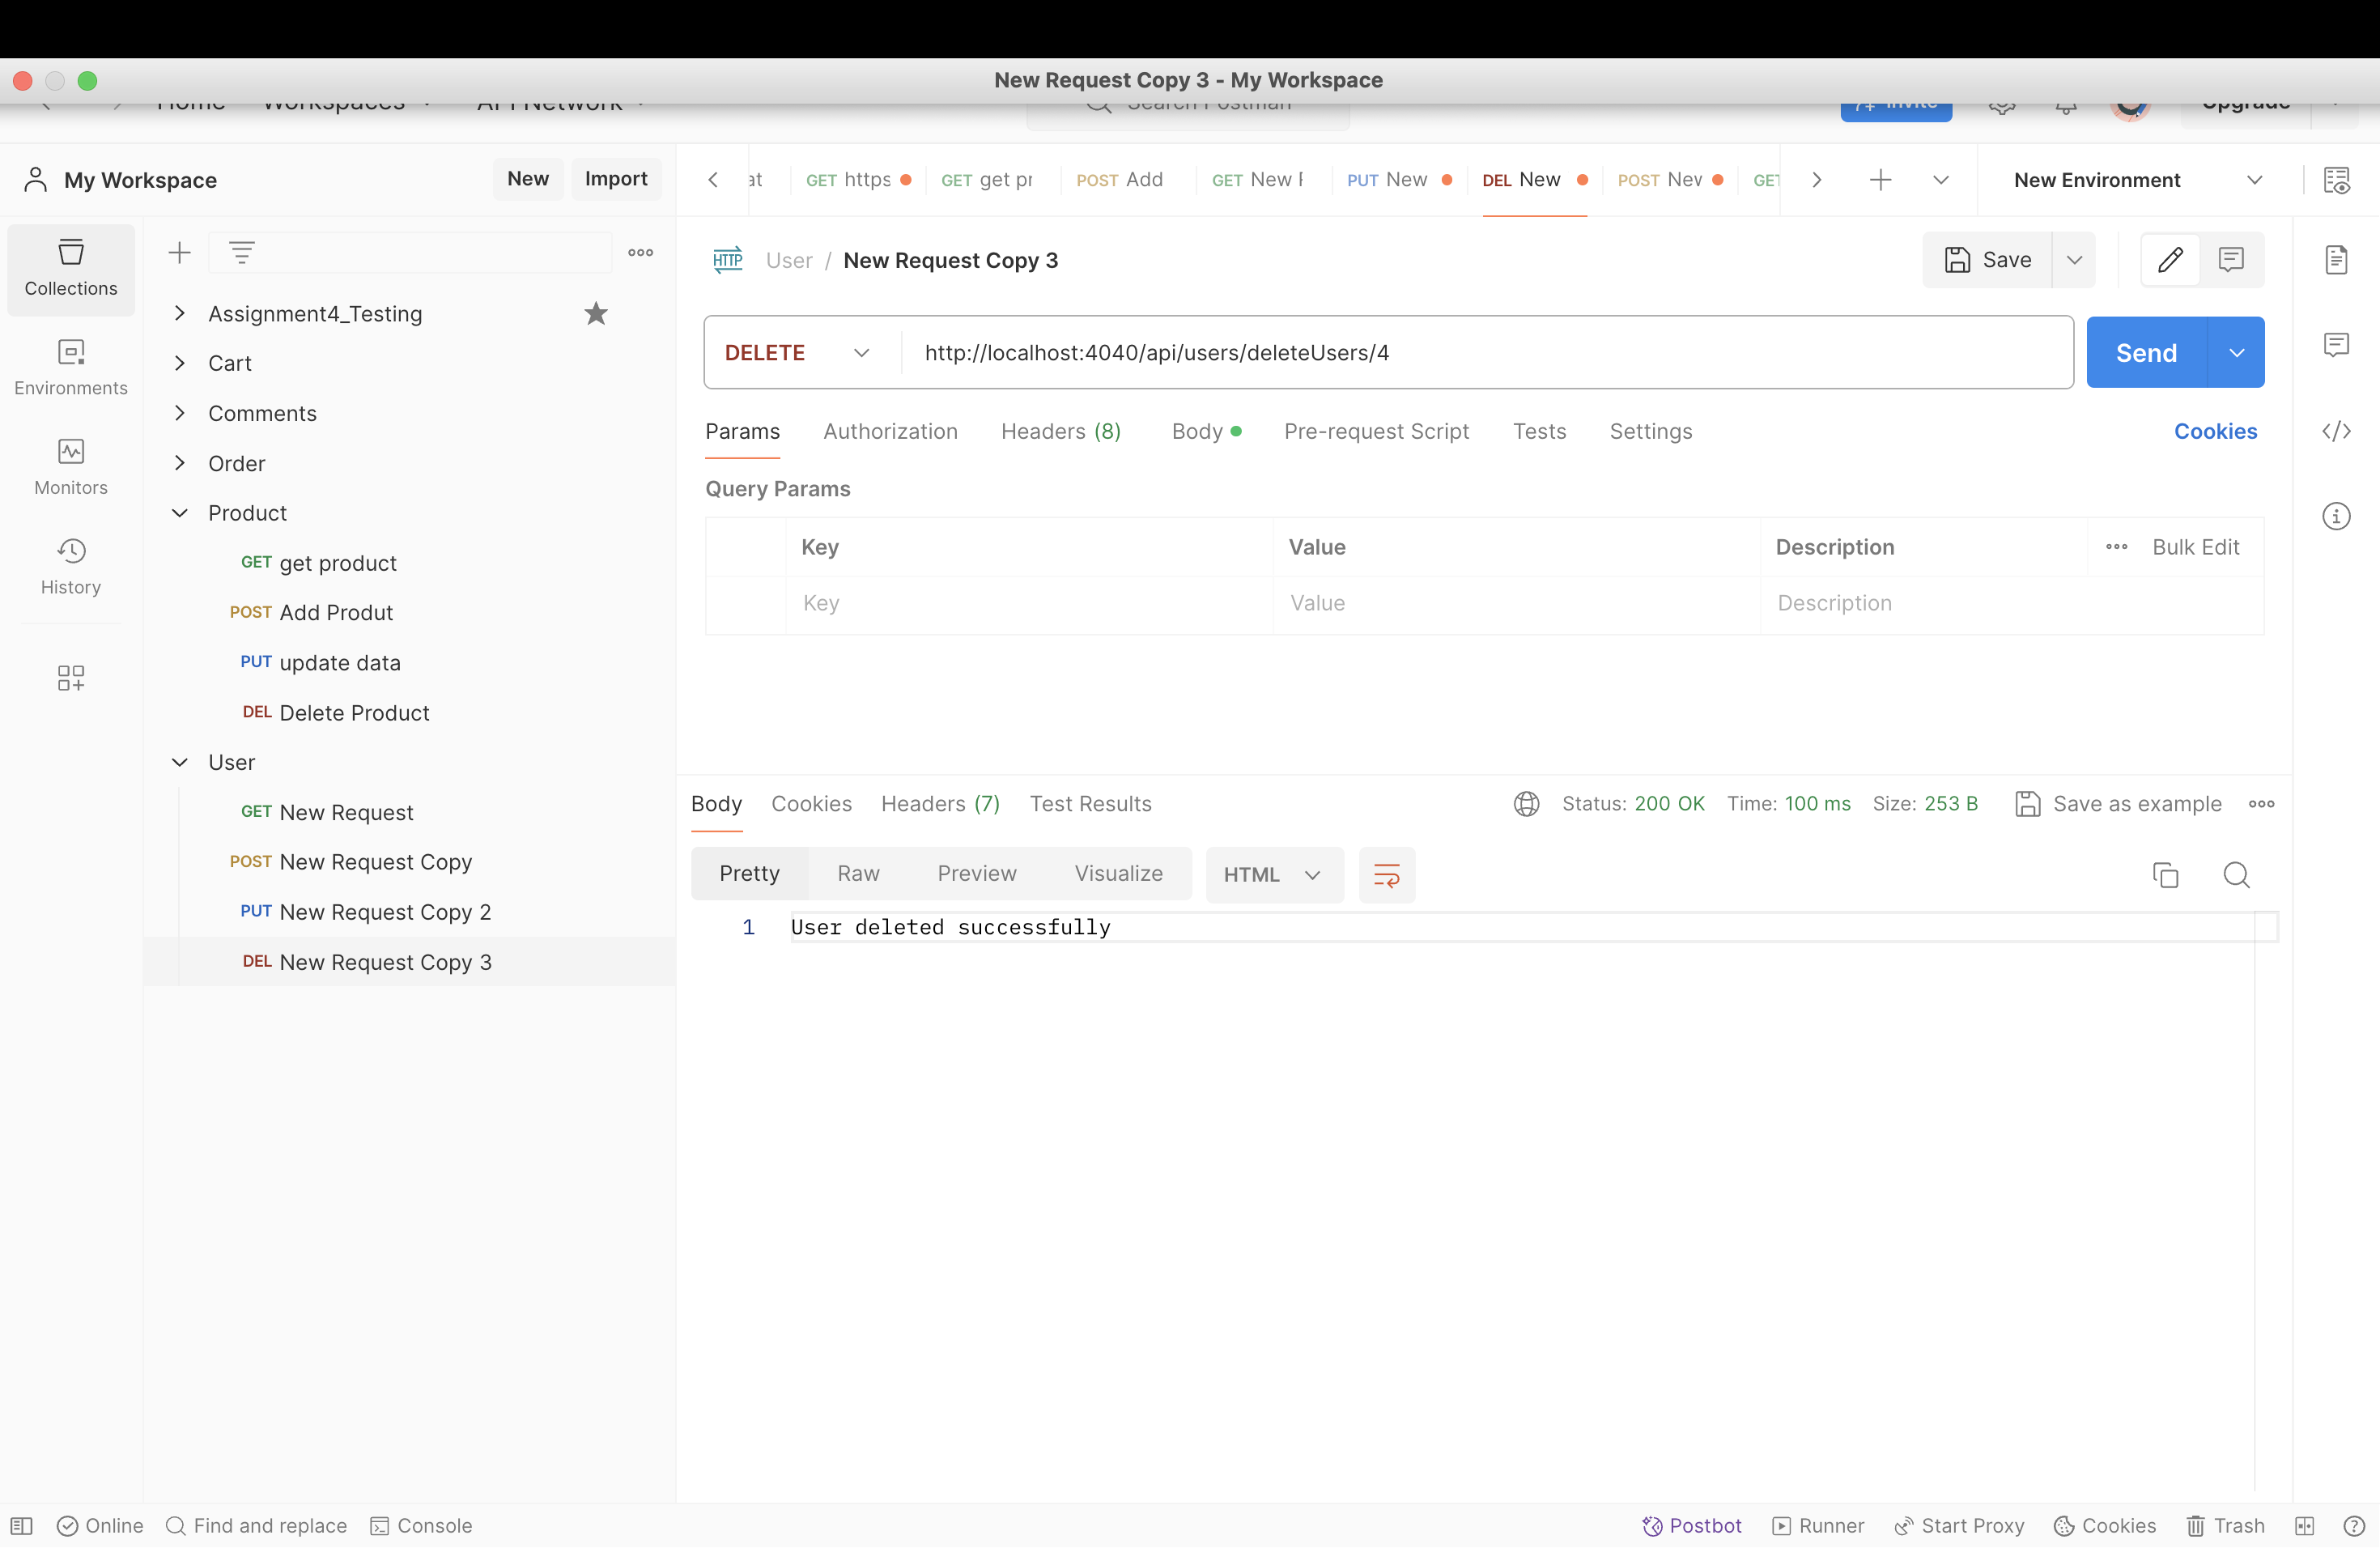 New Request Copy 3 - My Workspace
Home Workspaces API Network Search Postman Invite Upgrade
My Workspace New Import
at GET https GET get pr POST Add GET New PUT New DEL New POST New GET New Environment
Collections
Environments
Monitors
History
Assignment4_Testing
Cart
Comments
Order
Product
GET get product
POST Add Produt
PUT update data
DEL Delete Product
User
GET New Request
POST New Request Copy
PUT New Request Copy 2
DEL New Request Copy 3
HTTP User / New Request Copy 3 Save
DELETE http://localhost:4040/api/users/deleteUsers/4 Send
Params Authorization Headers (8) Body Pre-request Script Tests Settings Cookies
Query Params
Key Value Description Bulk Edit
Key Value Description
Body Cookies Headers (7) Test Results Status: 200 OK Time: 100 ms Size: 253 B Save as example
Pretty Raw Preview Visualize HTML
1 User deleted successfully
Online Find and replace Console Postbot Runner Start Proxy Cookies Trash